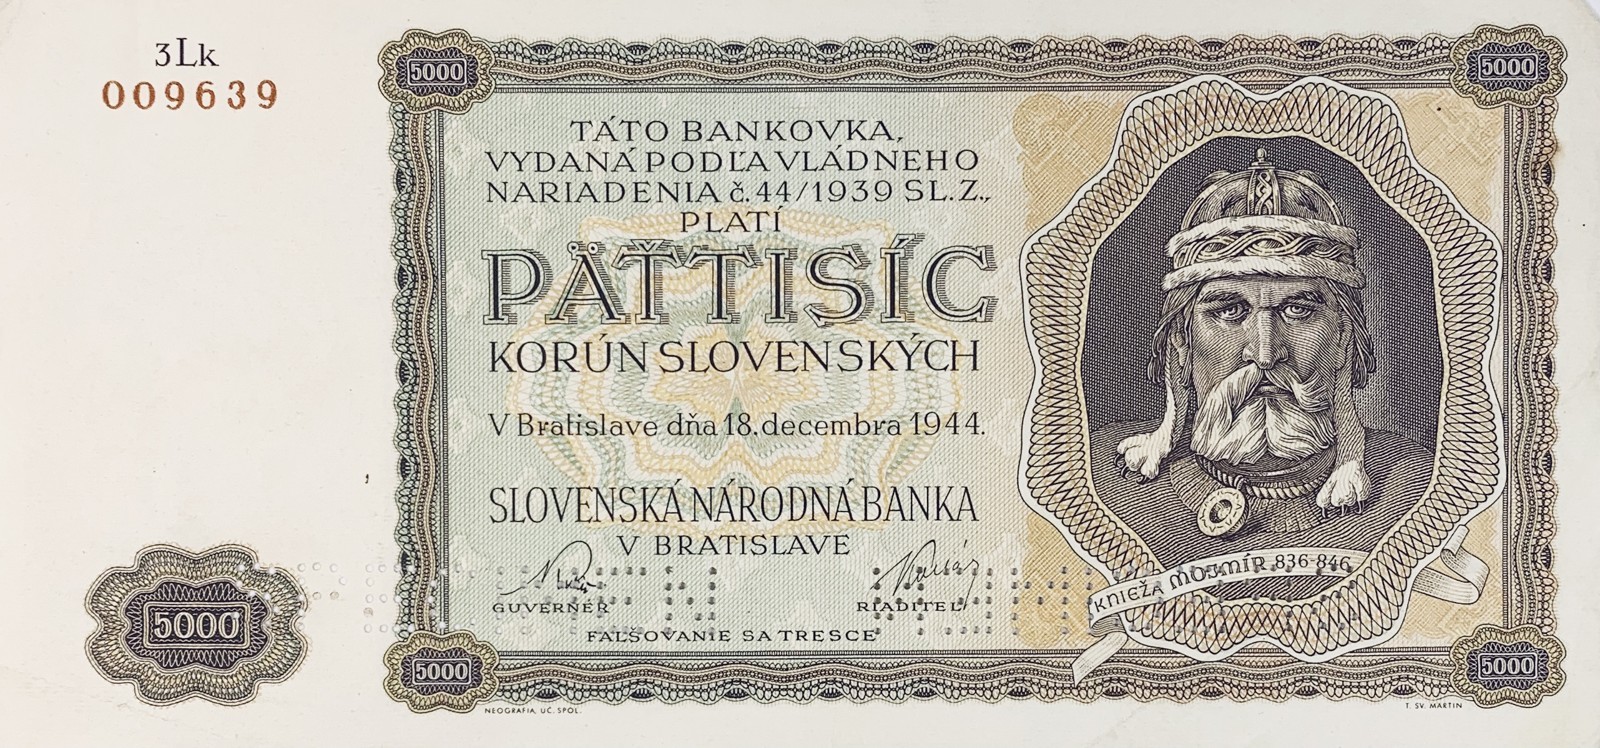 3Lk
009639
5000
5000
TÁTO BANKOVKA,
VYDANÁ PODĽA VLÁDNEHO
NARIADENIA č. 44/1939 SL. Z.,
PLATÍ
PÄŤTISÍC
KORÚN SLOVENSKÝCH
V Bratislave dňa 18. decembra 1944.
SLOVENSKÁ NÁRODNÁ BANKA
V BRATISLAVE
GUVERNÉR
RIADITEĽ
FALŠOVANIE SA TRESCE
KNIEŽA MOJMÍR 836-846
5000
5000
5000
NEOGRAFIA, UČ. SPOL.
T. SV. MARTIN